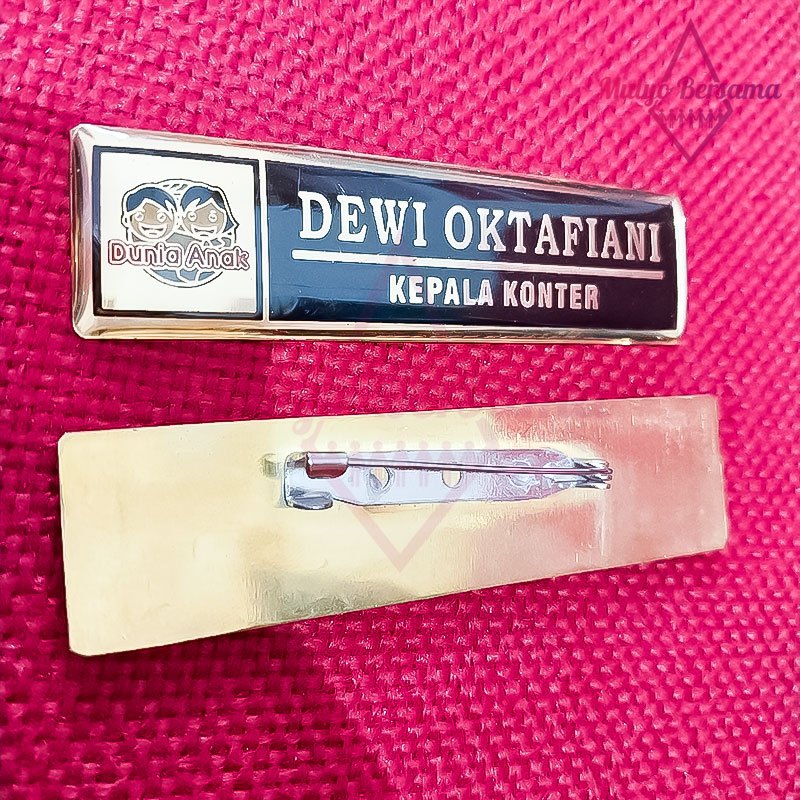 Mulyo Bersama
Dunia Anak
DEWI OKTAFIANI
KEPALA KONTER